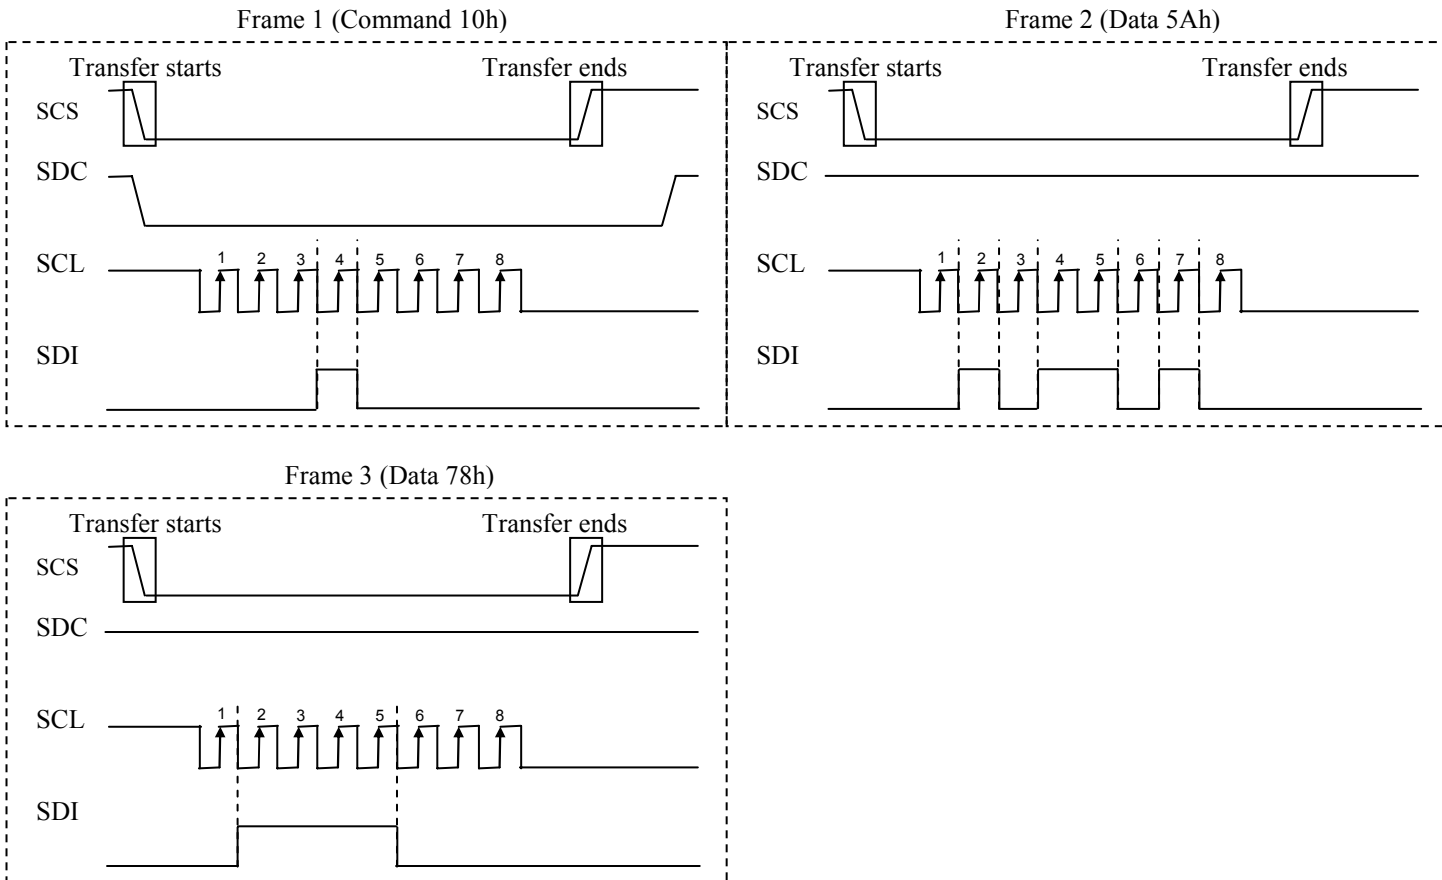 Frame 1 (Command 10h)
Transfer starts Transfer ends
SCS
SDC
SCL 1 2 3 4 5 6 7 8
SDI
Frame 2 (Data 5Ah)
Transfer starts Transfer ends
SCS
SDC
SCL 1 2 3 4 5 6 7 8
SDI
Frame 3 (Data 78h)
Transfer starts Transfer ends
SCS
SDC
SCL 1 2 3 4 5 6 7 8
SDI